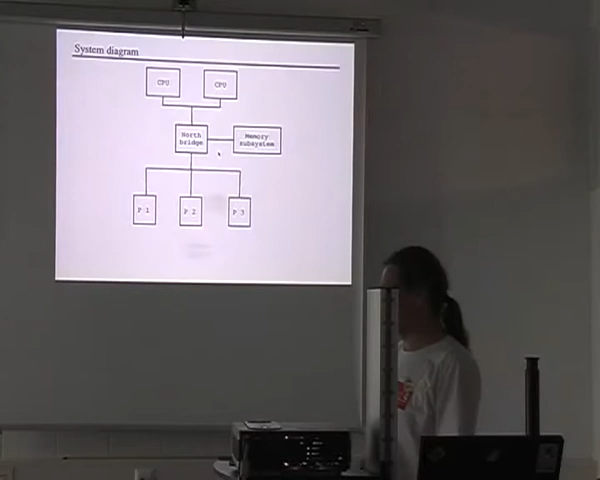 System diagram
CPU
CPU
North
bridge
Memory
subsystem
P 1
P 2
P 3